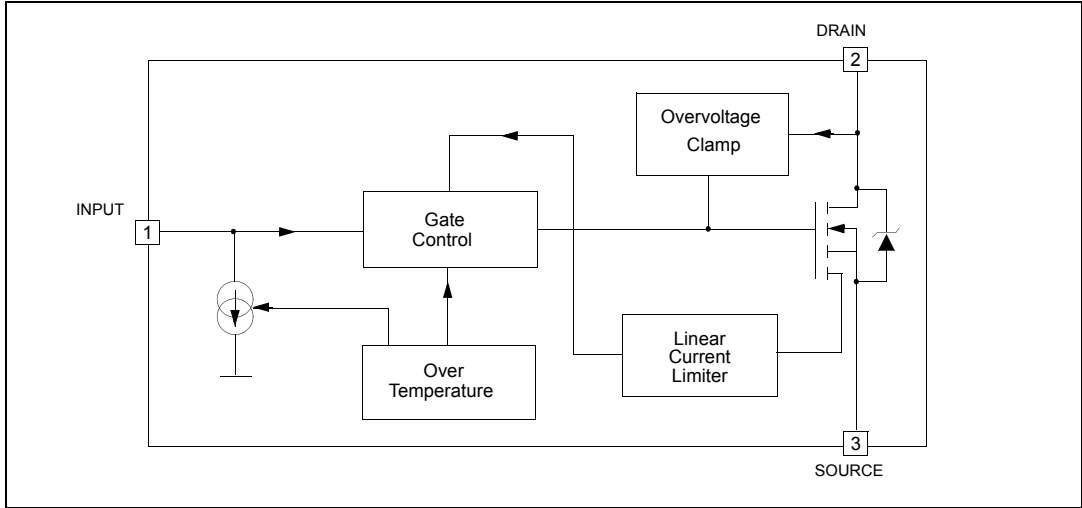 DRAIN
2
Overvoltage
Clamp
INPUT
1
Gate
Control
Linear
Current
Limiter
Over
Temperature
3
SOURCE